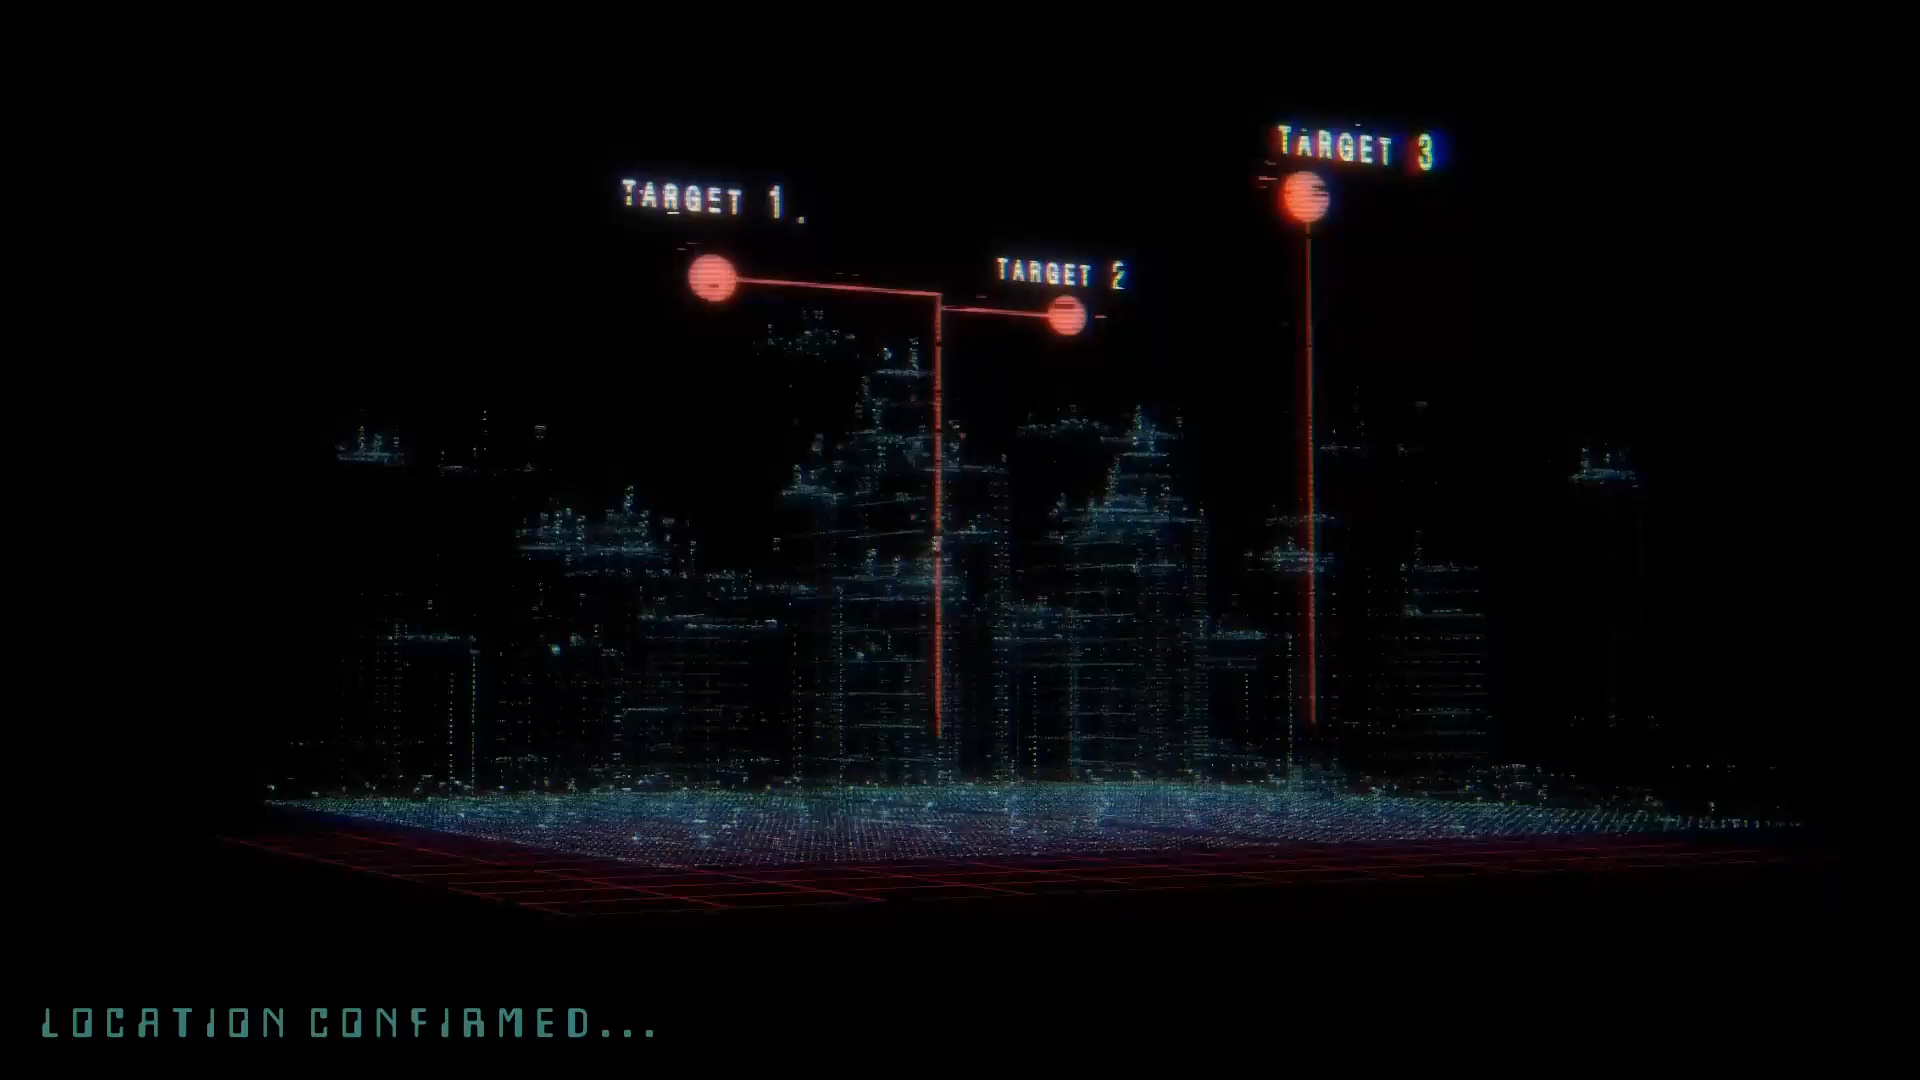 TARGET 3
TARGET 1.
TARGET 2
LOCATION CONFIRMED...